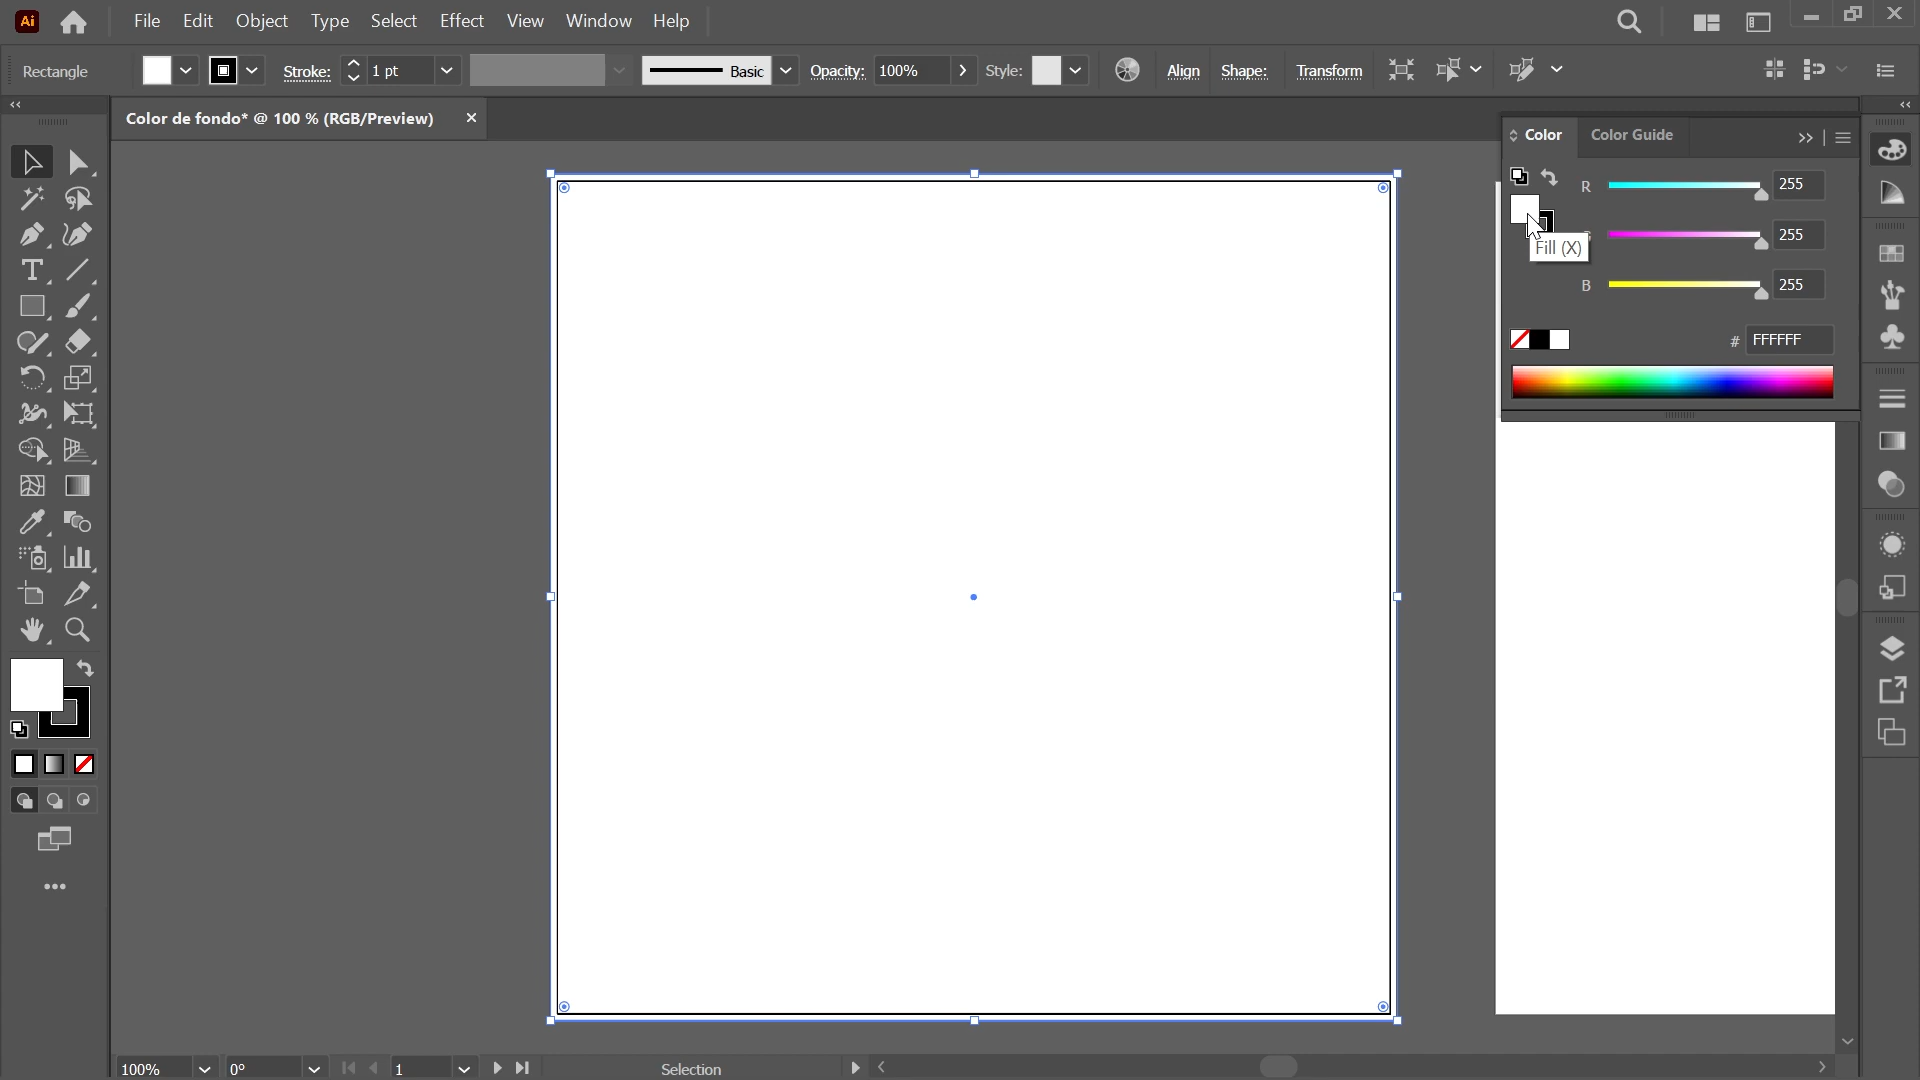 Ai File Edit Object Type Select Effect View Window Help
Rectangle Stroke: 1 pt Basic Opacity: 100% Style: Align Shape: Transform
Color de fondo* @ 100 % (RGB/Preview)
Color Color Guide
R 255
255
Fill (X)
B 255
# FFFFFF
100% 0° 1 Selection